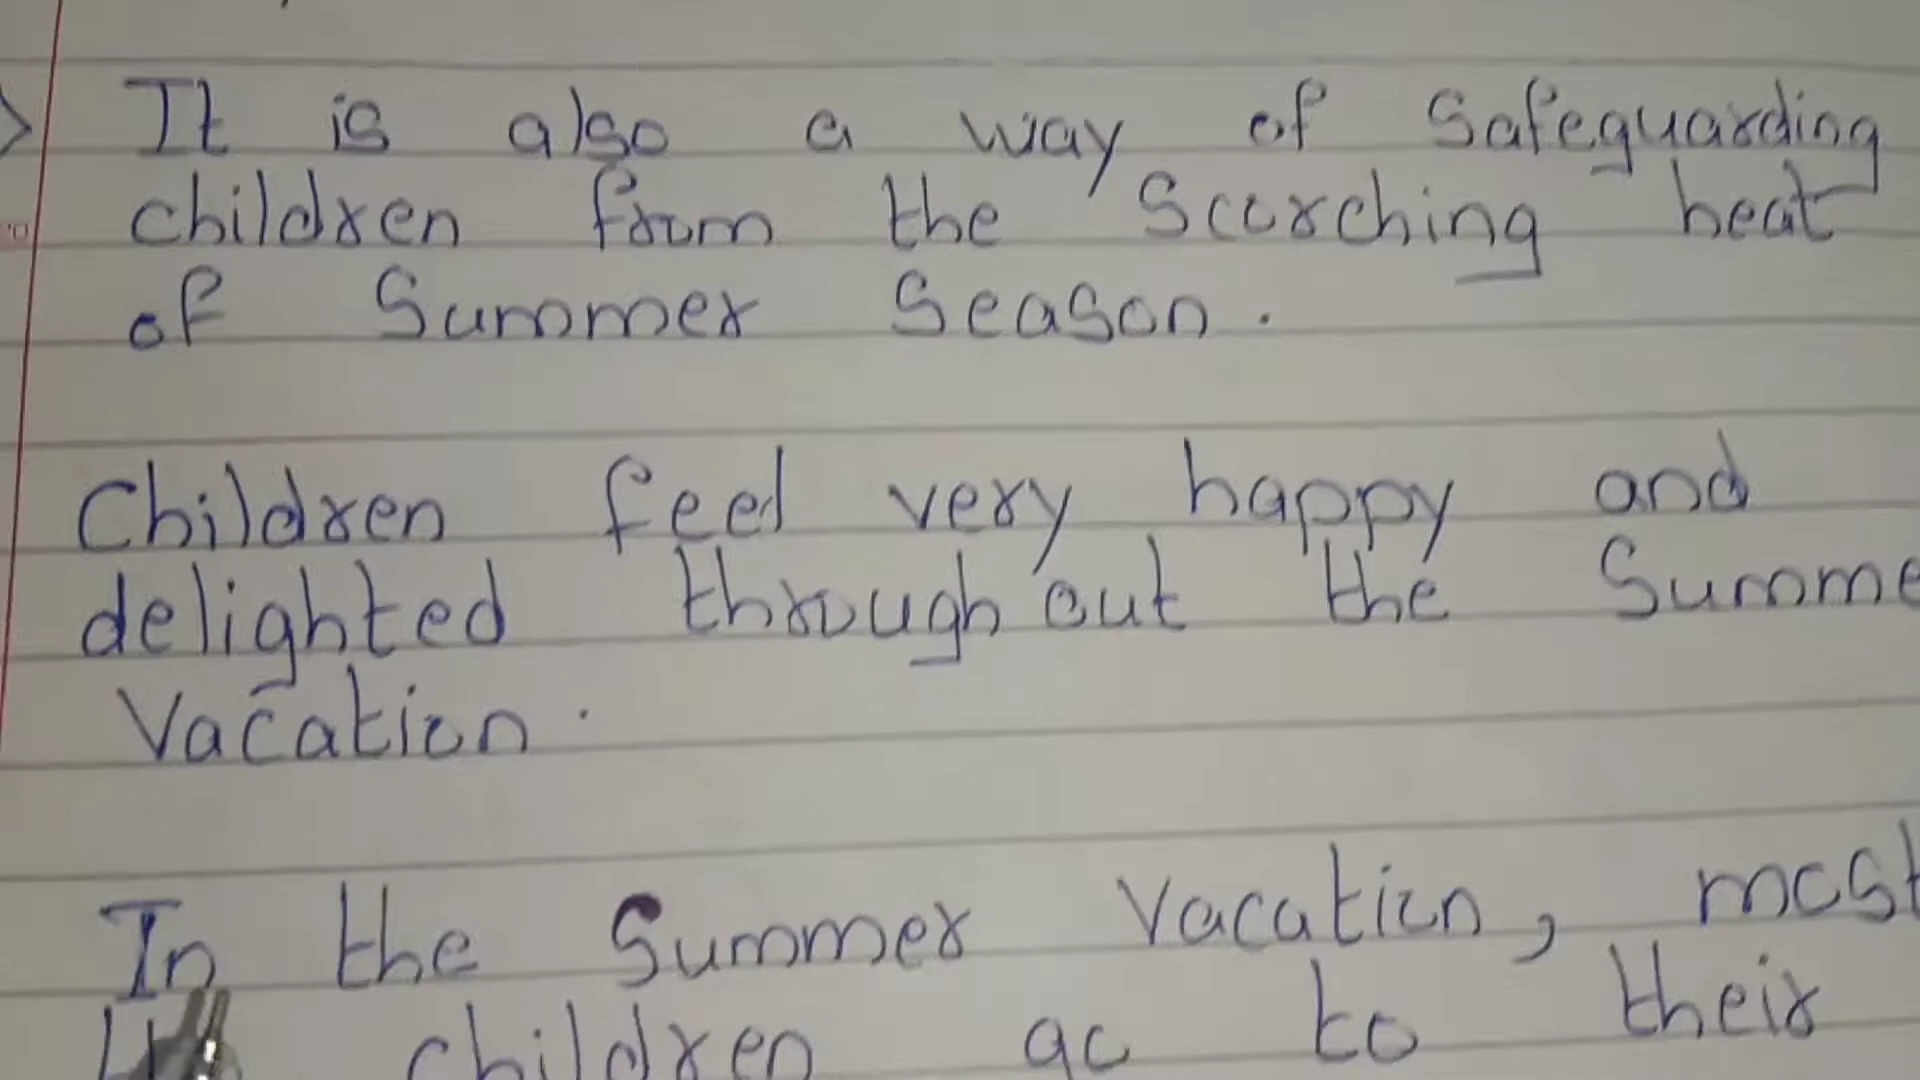 It is also a way of Safeguarding
children from the Scorching heat
of Summer Season.
Children feel very happy and
delighted through out the Summe
Vacation.
In the Summer Vacation, most
children go to their